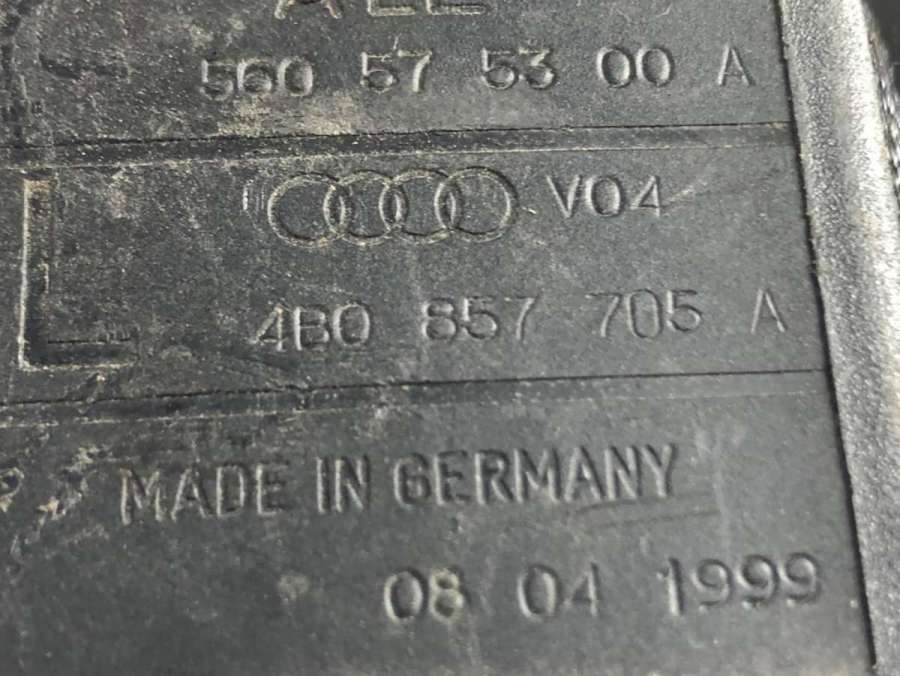 560 57 53 00 A
V04
L
4B0 857 705 A
MADE IN GERMANY
08 04 1999